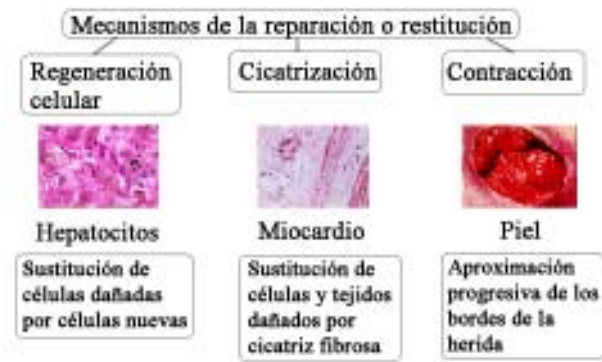 Mecanismos de la reparación o restitución
Regeneración
celular
Cicatrización
Contracción
Hepatocitos
Miocardio
Piel
Sustitución de
células dañadas
por células nuevas
Sustitución de
células y tejidos
dañados por
cicatriz fibrosa
Aproximación
progresiva de los
bordes de la
herida